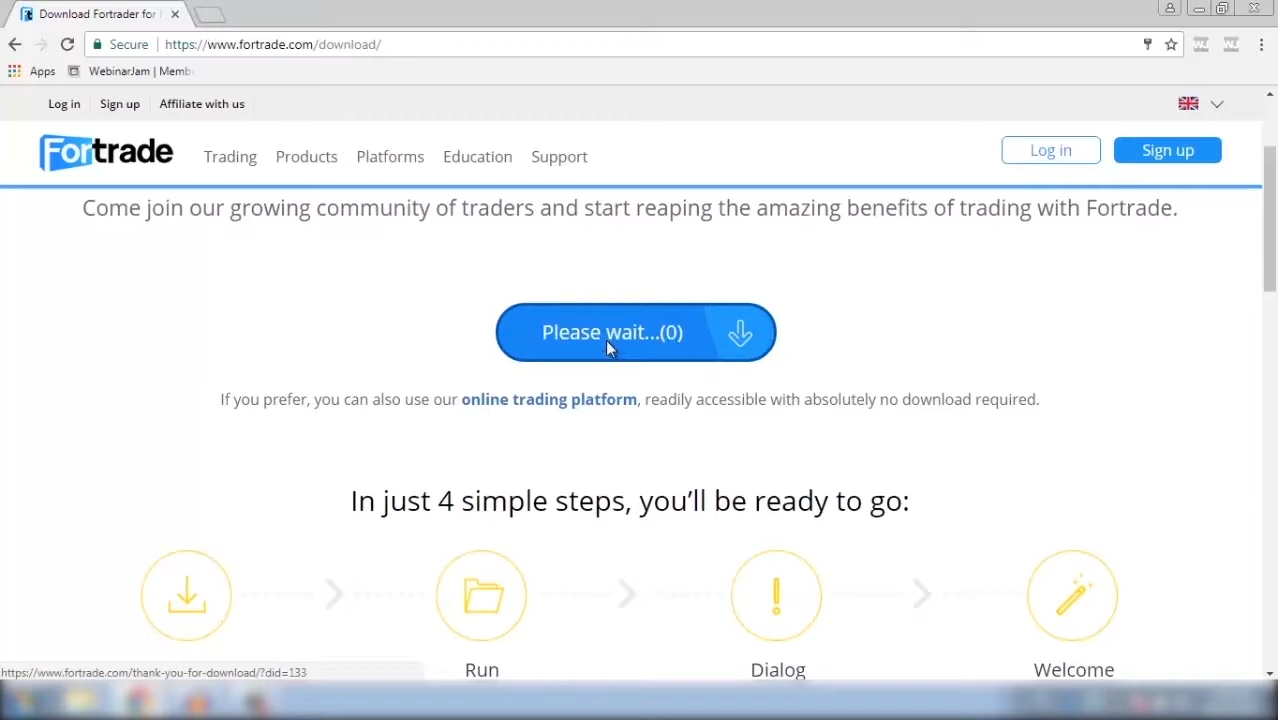 Download Fortrader for
Secure
https://www.fortrade.com/download/
Apps
WebinarJam | Memb
Log in
Sign up
Affiliate with us
Fortrade
Trading
Products
Platforms
Education
Support
Log in
Sign up
Come join our growing community of traders and start reaping the amazing benefits of trading with Fortrade.
Please wait...(0)
If you prefer, you can also use our online trading platform, readily accessible with absolutely no download required.
In just 4 simple steps, you'll be ready to go:
Run
Dialog
Welcome
https://www.fortrade.com/thank-you-for-download/?did=133